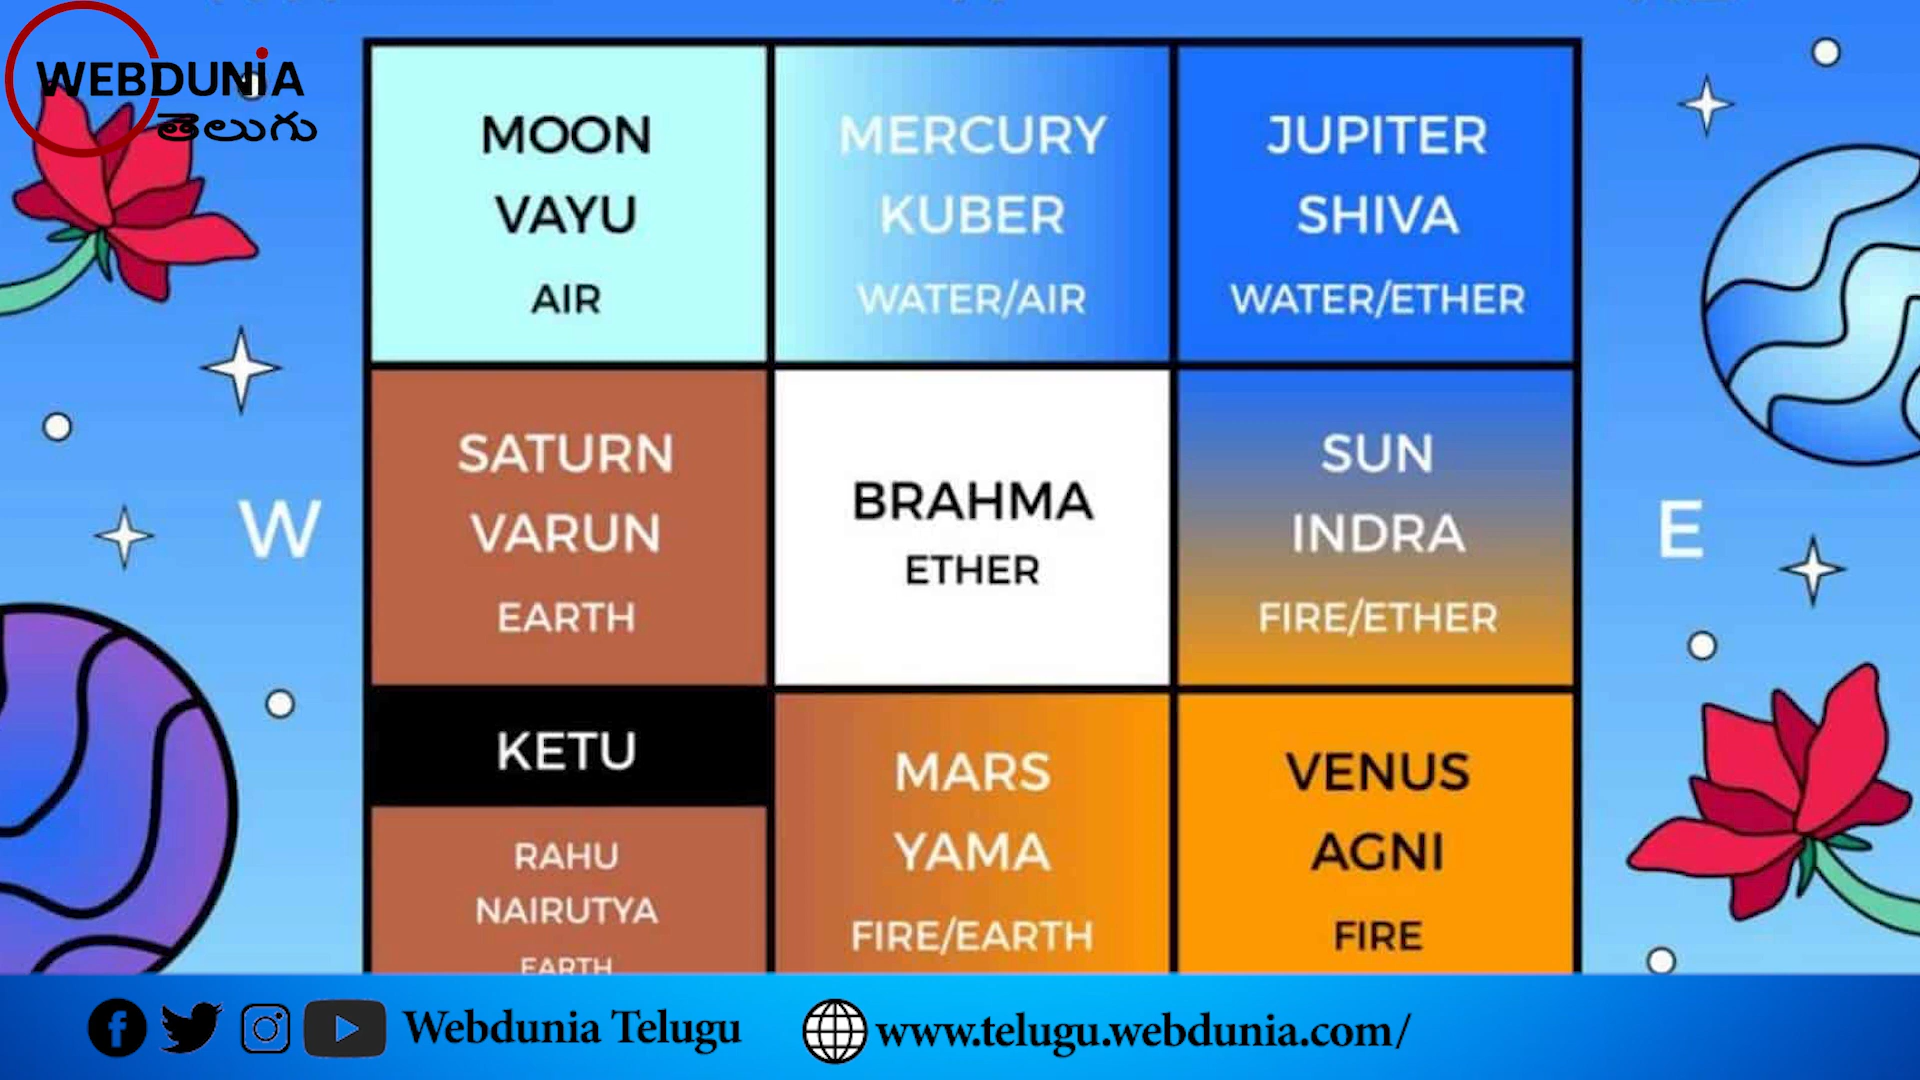 WEBDUNIA
తెలుగు
MOON
VAYU
AIR
MERCURY
KUBER
WATER/AIR
JUPITER
SHIVA
WATER/ETHER
W
SATURN
VARUN
EARTH
BRAHMA
ETHER
SUN
INDRA
FIRE/ETHER
E
KETU
RAHU
NAIRUTYA
EARTH
MARS
YAMA
FIRE/EARTH
VENUS
AGNI
FIRE
Webdunia Telugu
www.telugu.webdunia.com/